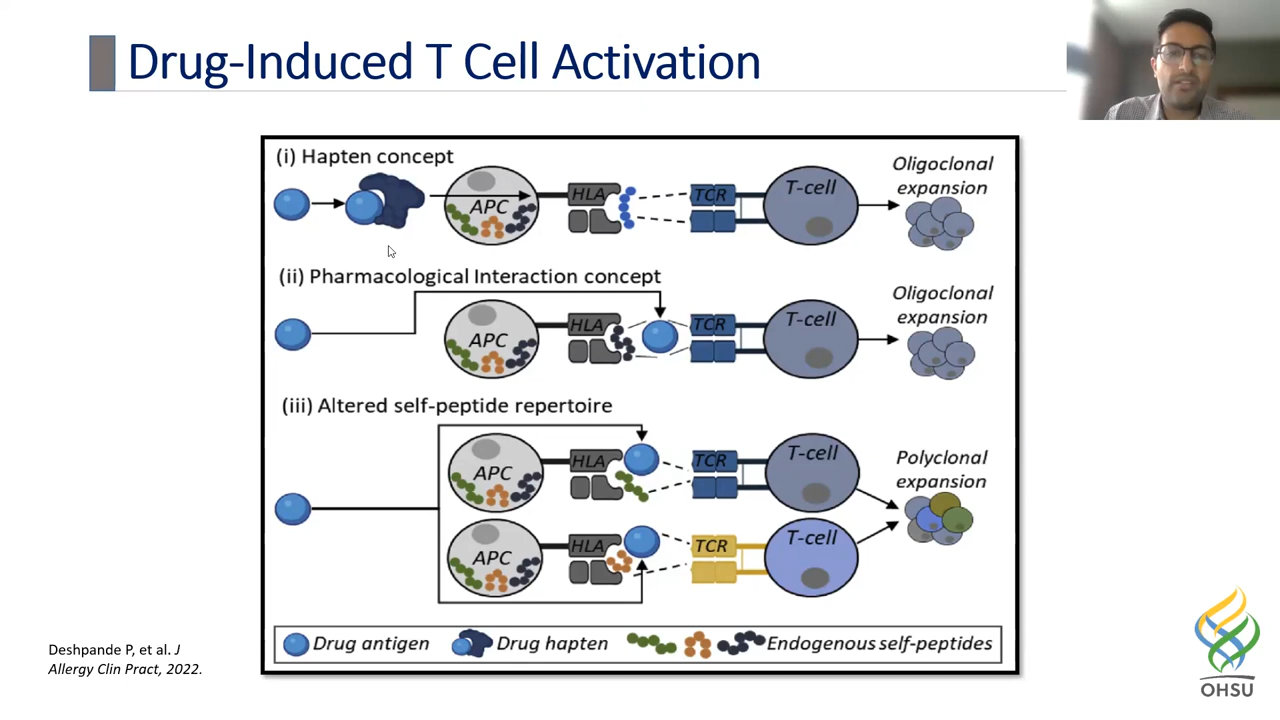 Drug-Induced T Cell Activation
(i) Hapten concept
APC
HLA
TCR
T-cell
Oligoclonal
expansion
(ii) Pharmacological Interaction concept
APC
HLA
TCR
T-cell
Oligoclonal
expansion
(iii) Altered self-peptide repertoire
APC
HLA
TCR
T-cell
Polyclonal
expansion
APC
HLA
TCR
T-cell
Drug antigen
Drug hapten
Endogenous self-peptides
Deshpande P, et al. J
Allergy Clin Pract, 2022.
OHSU